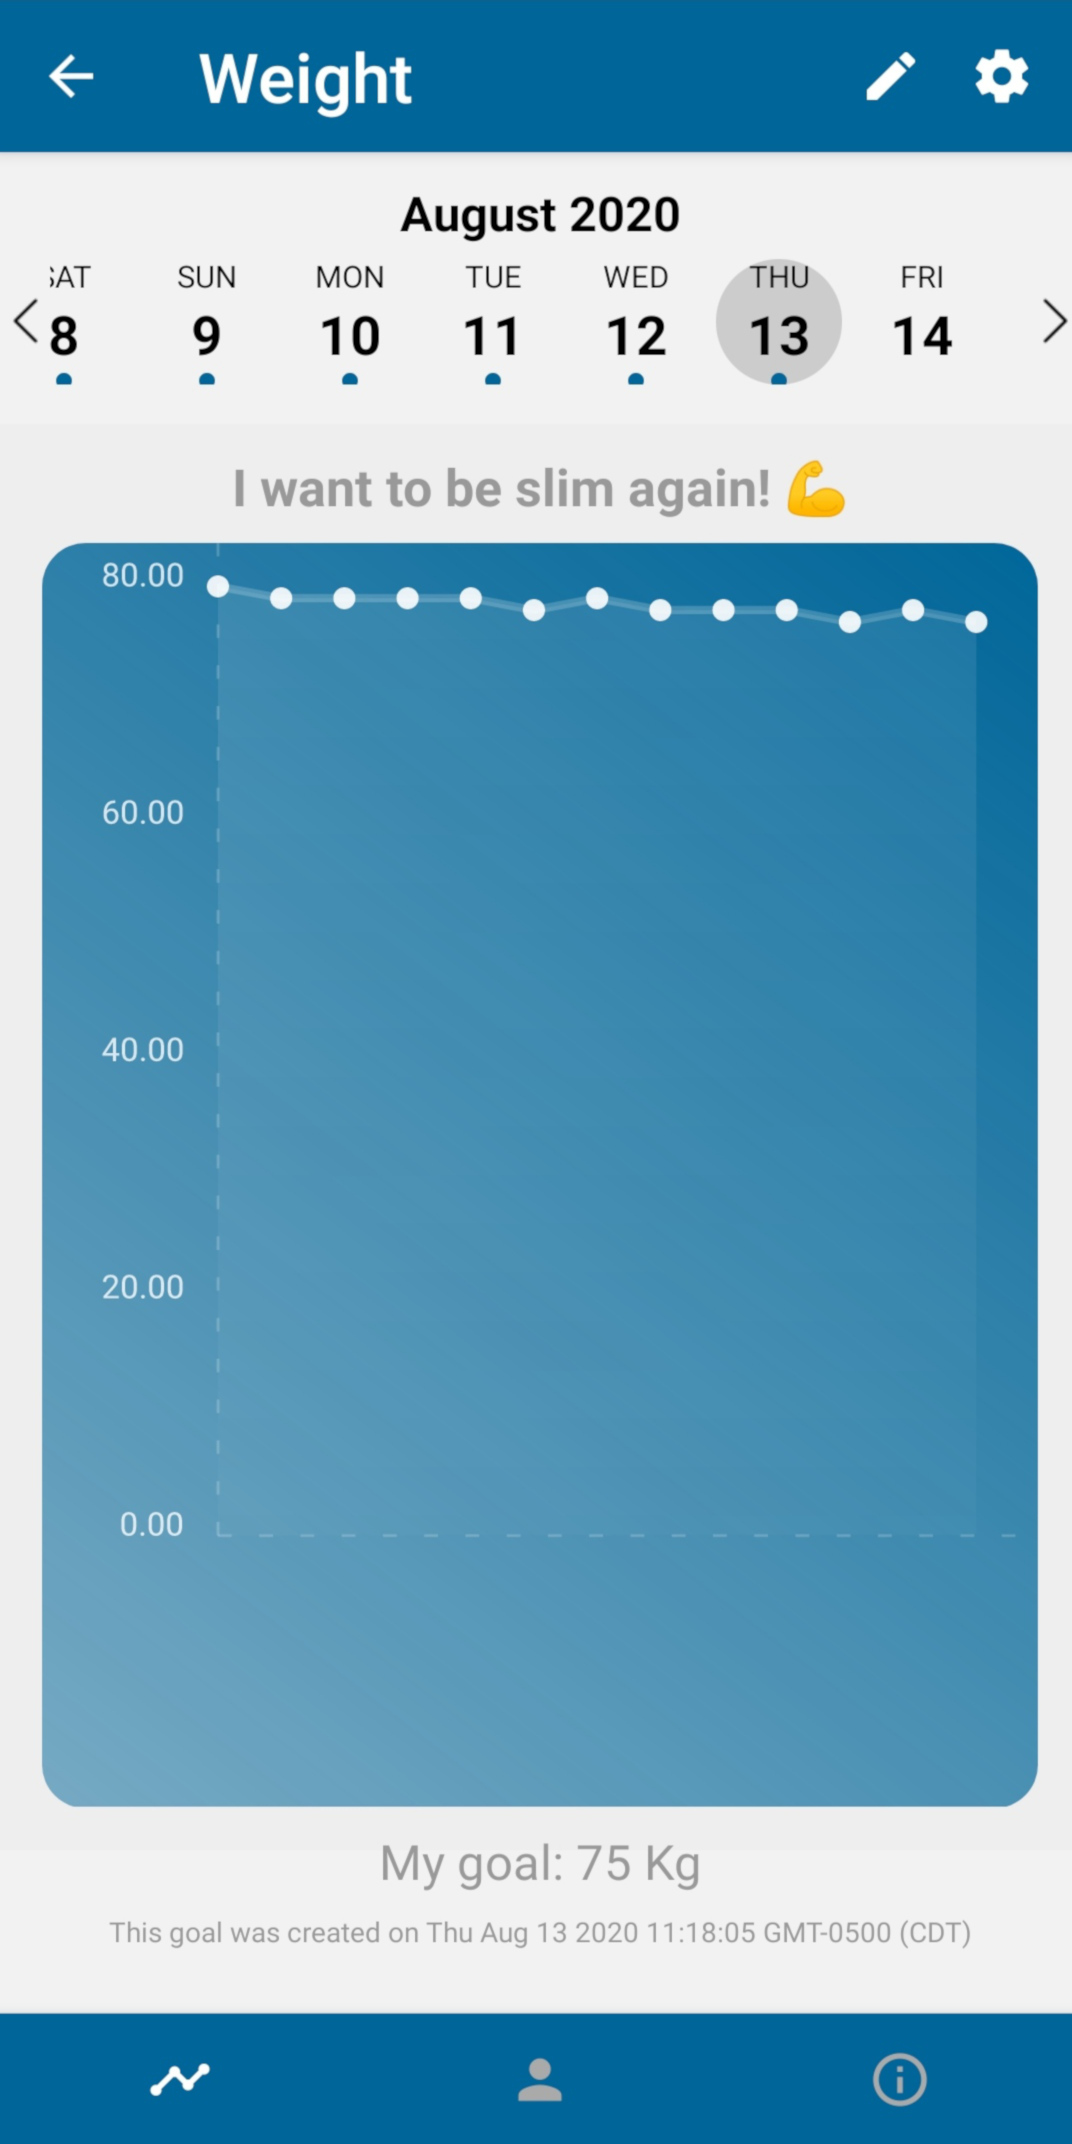 Weight
August 2020
SAT SUN MON TUE WED THU FRI
8 9 10 11 12 13 14
I want to be slim again! 💪
80.00
60.00
40.00
20.00
0.00
My goal: 75 Kg
This goal was created on Thu Aug 13 2020 11:18:05 GMT-0500 (CDT)